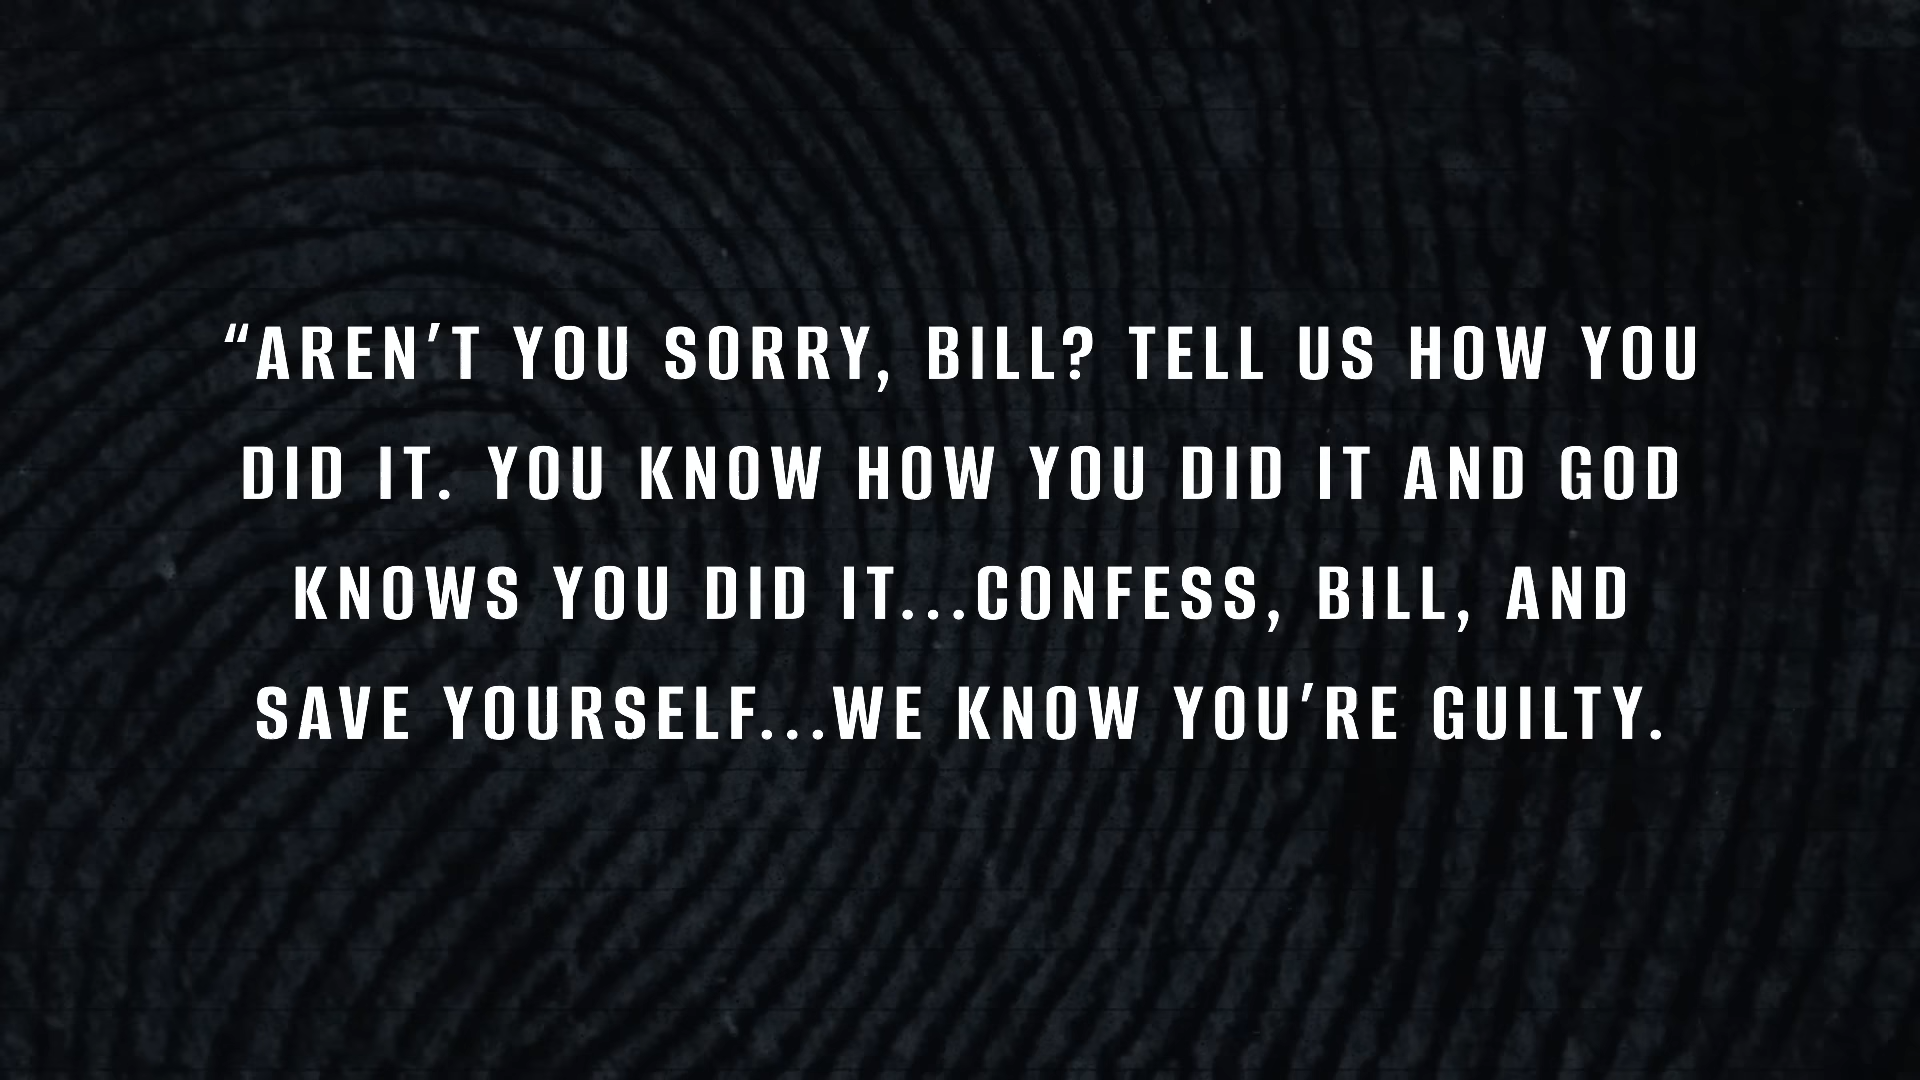 “AREN’T YOU SORRY, BILL? TELL US HOW YOU
DID IT. YOU KNOW HOW YOU DID IT AND GOD
KNOWS YOU DID IT...CONFESS, BILL, AND
SAVE YOURSELF...WE KNOW YOU’RE GUILTY.